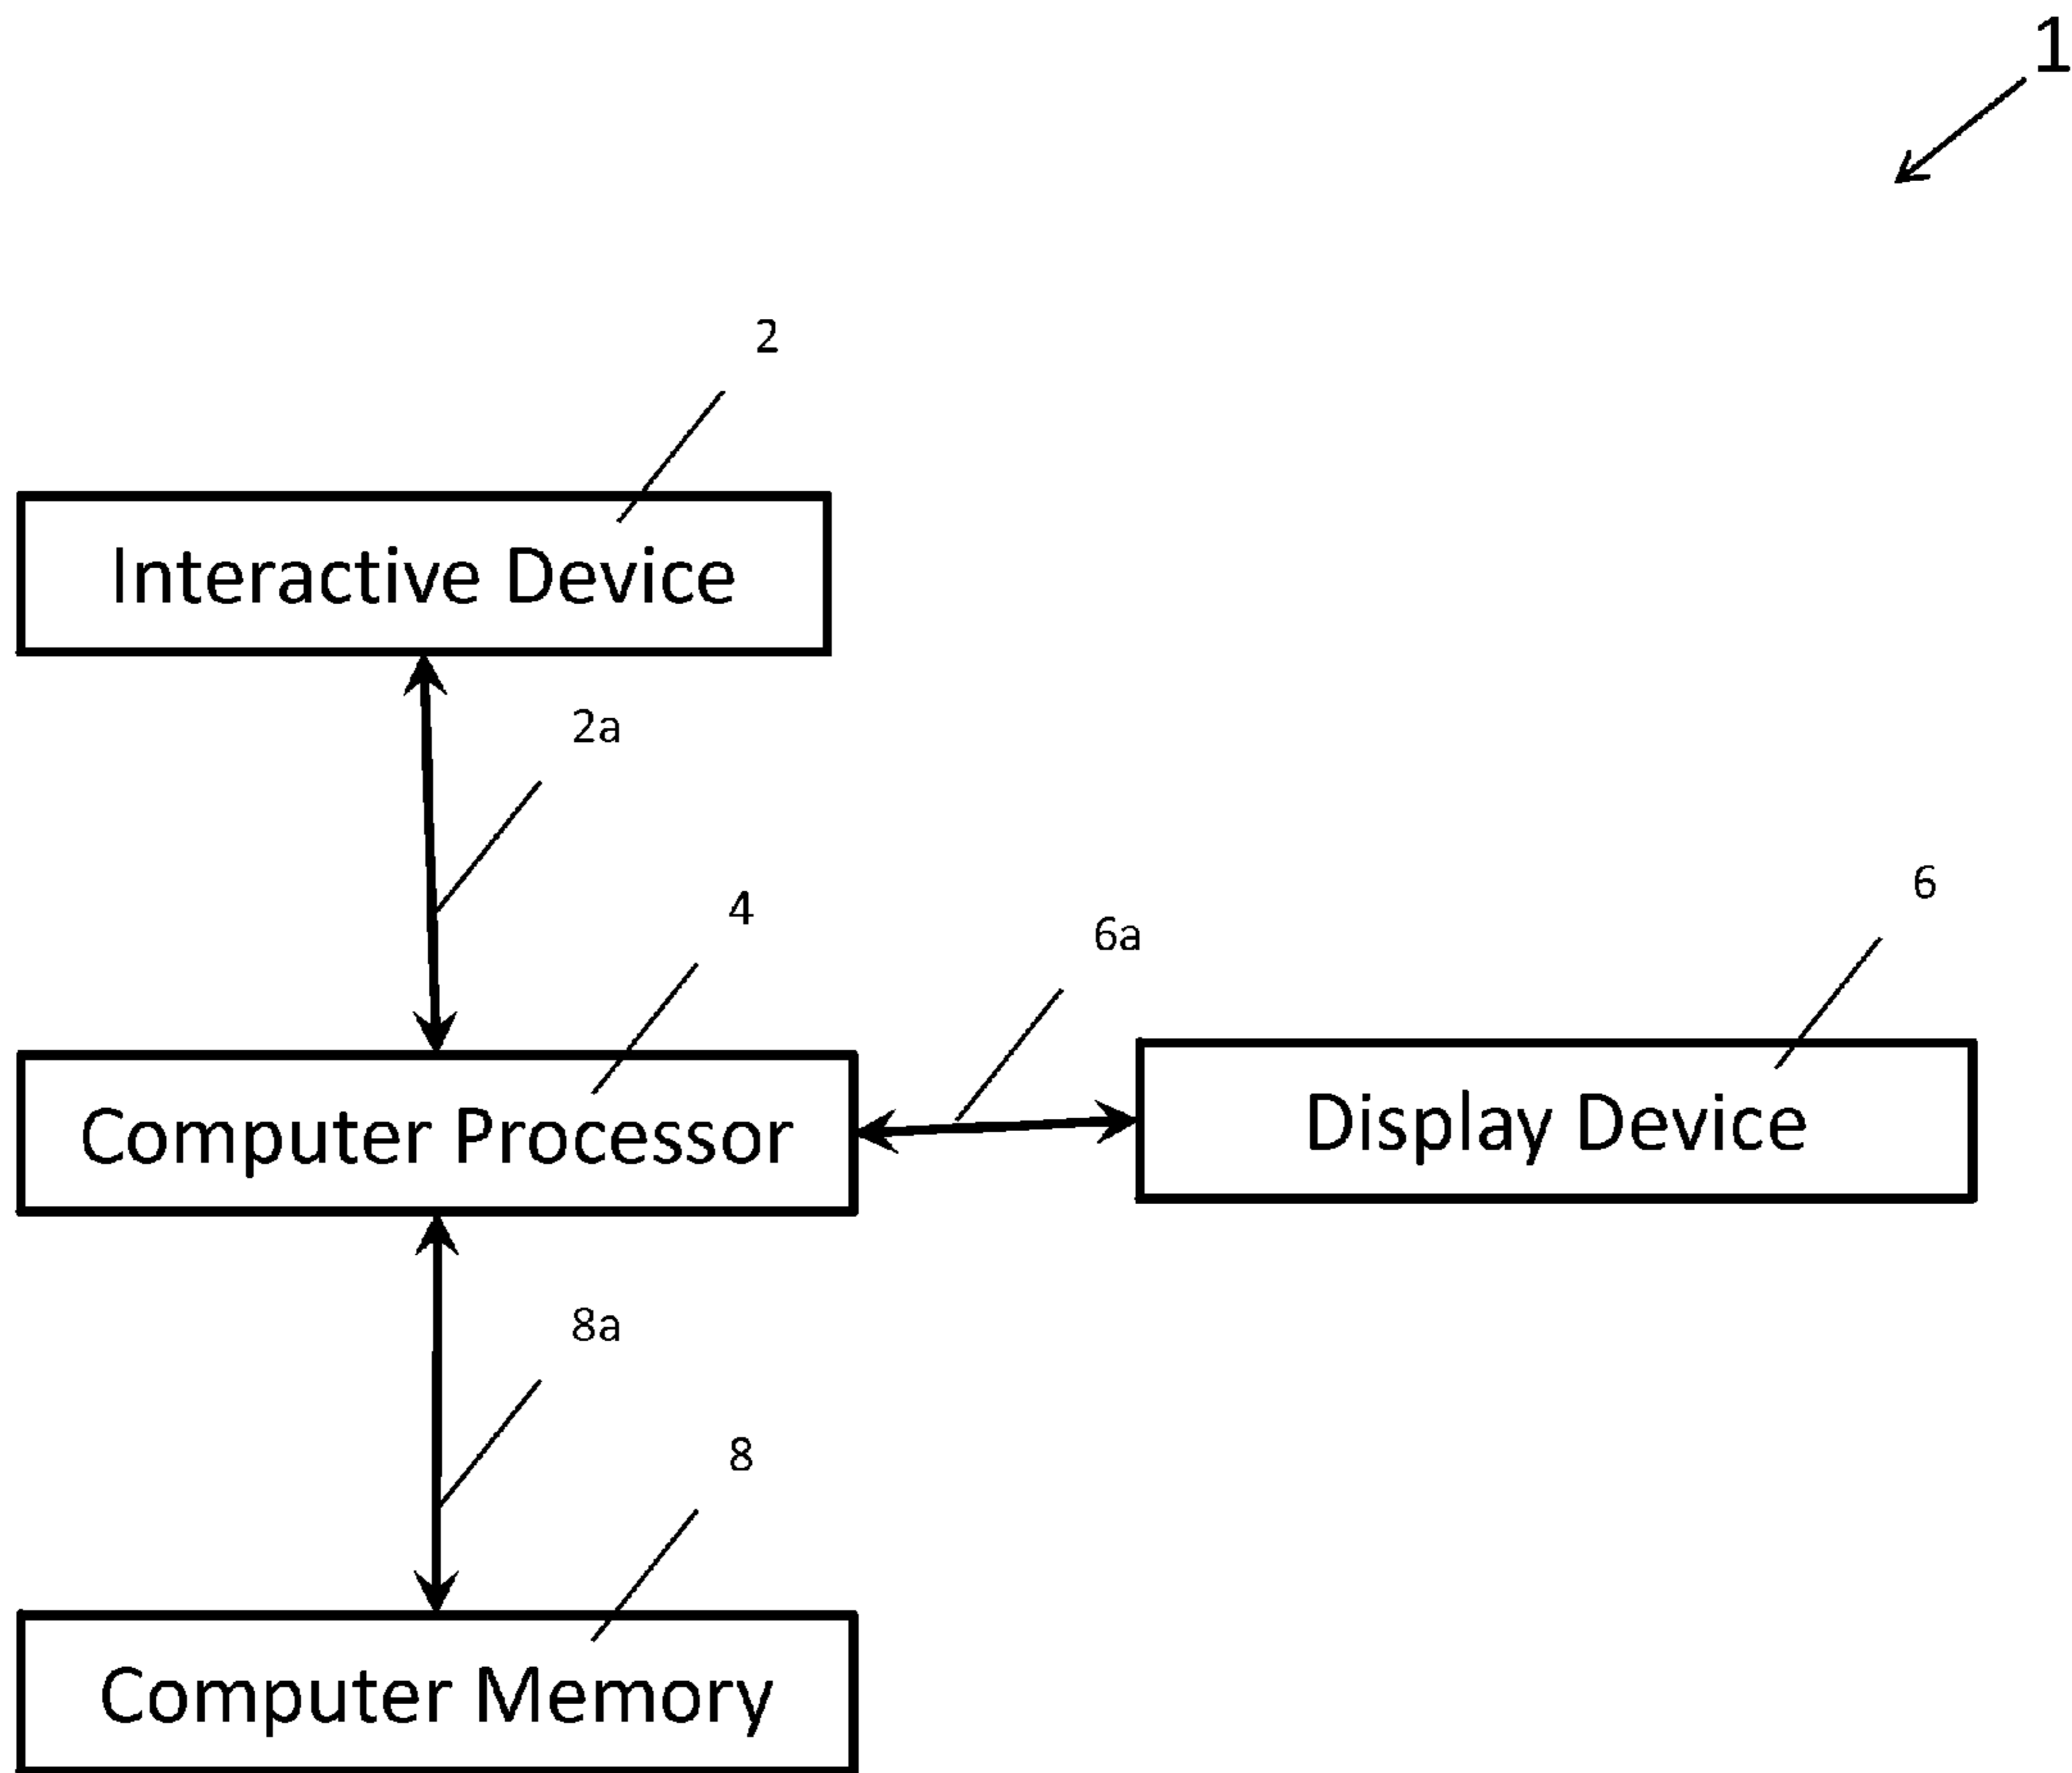 1
2
Interactive Device
2a
4
6a
6
Computer Processor
Display Device
8a
8
Computer Memory